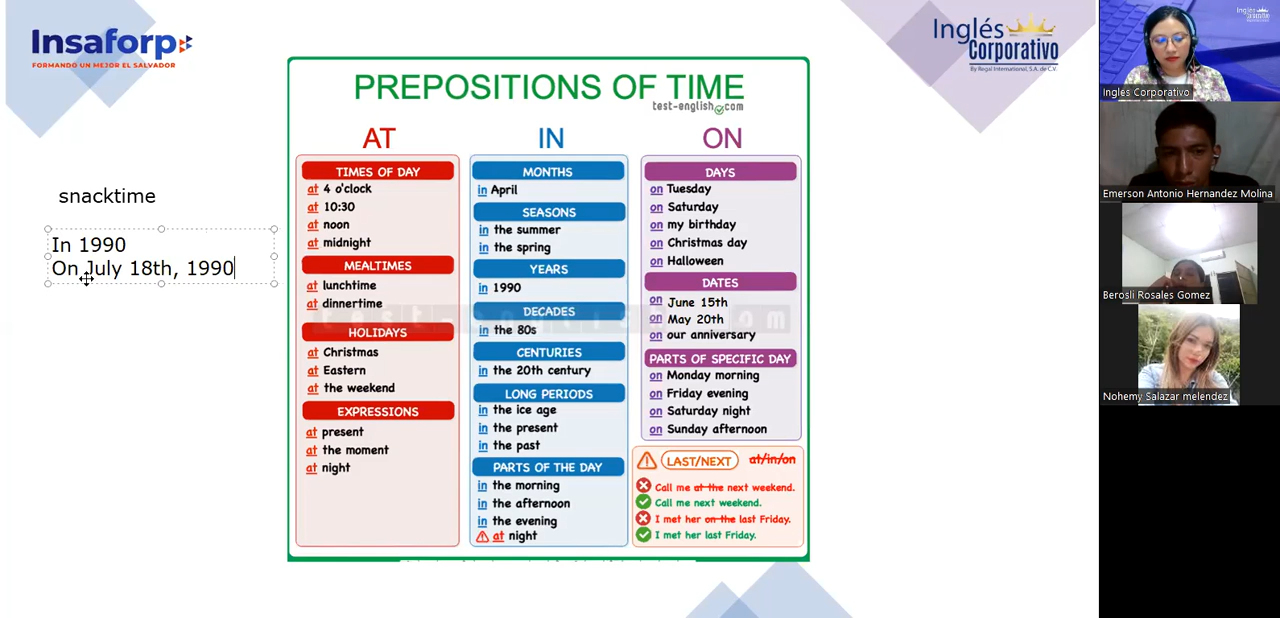 Insaforp
FORMANDO UN MEJOR EL SALVADOR
Inglés
Corporativo
By Regal International, S.A. de C.V.
snacktime
In 1990
On July 18th, 1990
PREPOSITIONS OF TIME
test-english.com
AT
TIMES OF DAY
at 4 o'clock
at 10:30
at noon
at midnight
MEALTIMES
at lunchtime
at dinnertime
HOLIDAYS
at Christmas
at Eastern
at the weekend
EXPRESSIONS
at present
at the moment
at night
IN
MONTHS
in April
SEASONS
in the summer
in the spring
YEARS
in 1990
DECADES
in the 80s
CENTURIES
in the 20th century
LONG PERIODS
in the ice age
in the present
in the past
PARTS OF THE DAY
in the morning
in the afternoon
in the evening
at night
ON
DAYS
on Tuesday
on Saturday
on my birthday
on Christmas day
on Halloween
DATES
on June 15th
on May 20th
on our anniversary
PARTS OF SPECIFIC DAY
on Monday morning
on Friday evening
on Saturday night
on Sunday afternoon
LAST/NEXT at/in/on
Call me at the next weekend.
Call me next weekend.
I met her on the last Friday.
I met her last Friday.
Ingles Corporativo
Emerson Antonio Hernandez Molina
Berosli Rosales Gomez
Nohemy Salazar melendez